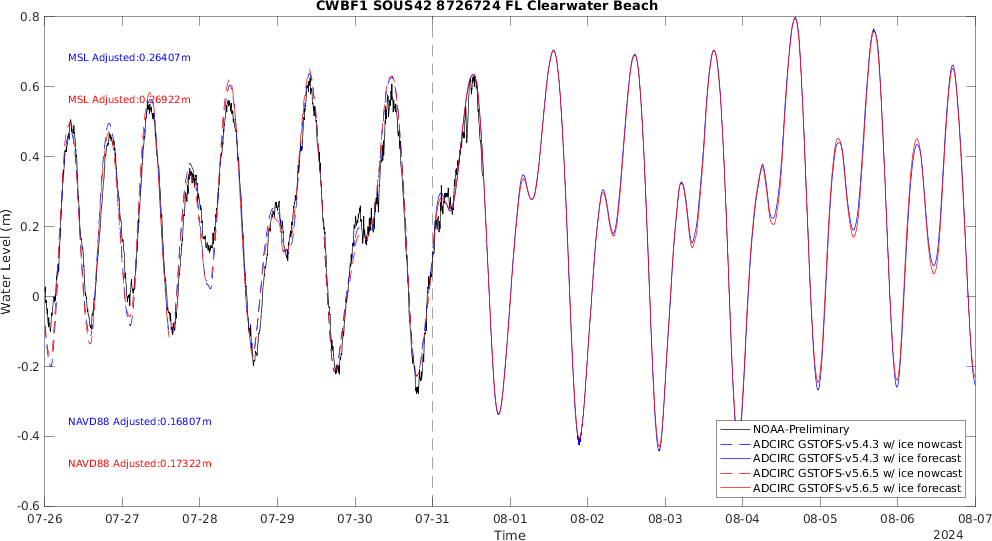 CWBF1 SOUS42 8726724 FL Clearwater Beach
0.8
0.6
0.4
0.2
0
-0.2
-0.4
-0.6
Water Level (m)
MSL Adjusted:0.26407m
MSL Adjusted:0.26922m
NAVD88 Adjusted:0.16807m
NAVD88 Adjusted:0.17322m
NOAA-Preliminary
ADCIRC GSTOFS-v5.4.3 w/ ice nowcast
ADCIRC GSTOFS-v5.4.3 w/ ice forecast
ADCIRC GSTOFS-v5.6.5 w/ ice nowcast
ADCIRC GSTOFS-v5.6.5 w/ ice forecast
07-26 07-27 07-28 07-29 07-30 07-31 08-01 08-02 08-03 08-04 08-05 08-06 08-07
Time
2024